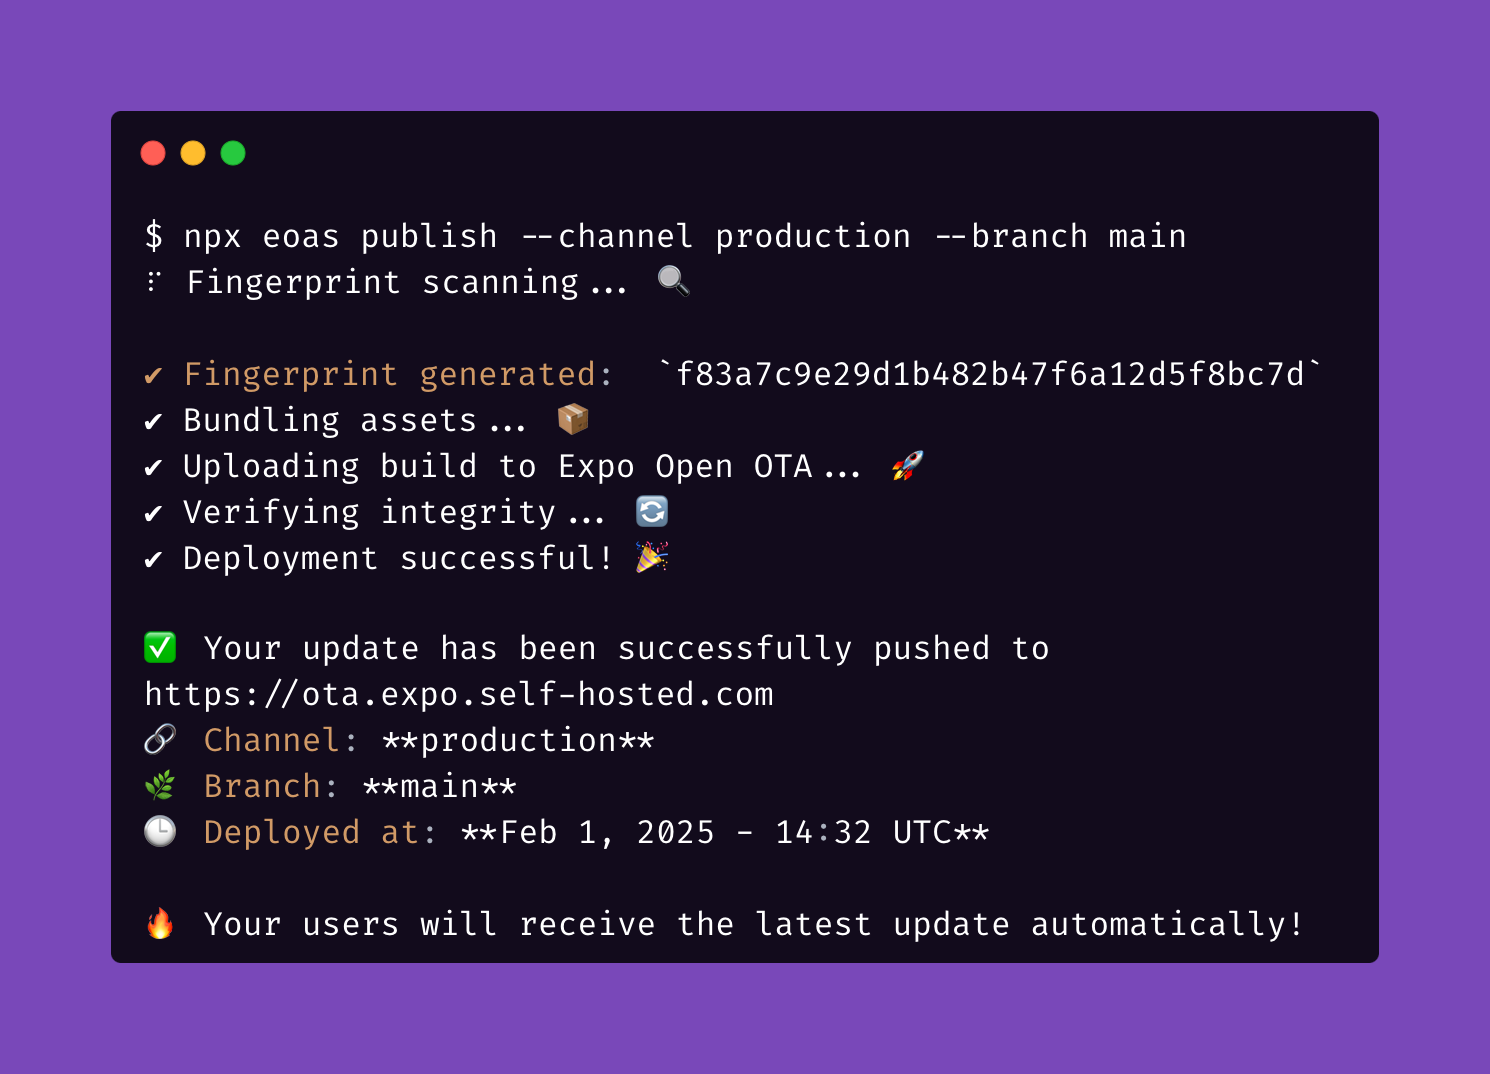 $ npx eoas publish --channel production --branch main
⠏ Fingerprint scanning... 🔍
✔ Fingerprint generated: `f83a7c9e29d1b482b47f6a12d5f8bc7d`
✔ Bundling assets... 📦
✔ Uploading build to Expo Open OTA... 🚀
✔ Verifying integrity... 🔄
✔ Deployment successful! 🎉
✅ Your update has been successfully pushed to
https://ota.expo.self-hosted.com
🔗 Channel: **production**
🌿 Branch: **main**
🕒 Deployed at: **Feb 1, 2025 - 14:32 UTC**
🔥 Your users will receive the latest update automatically!